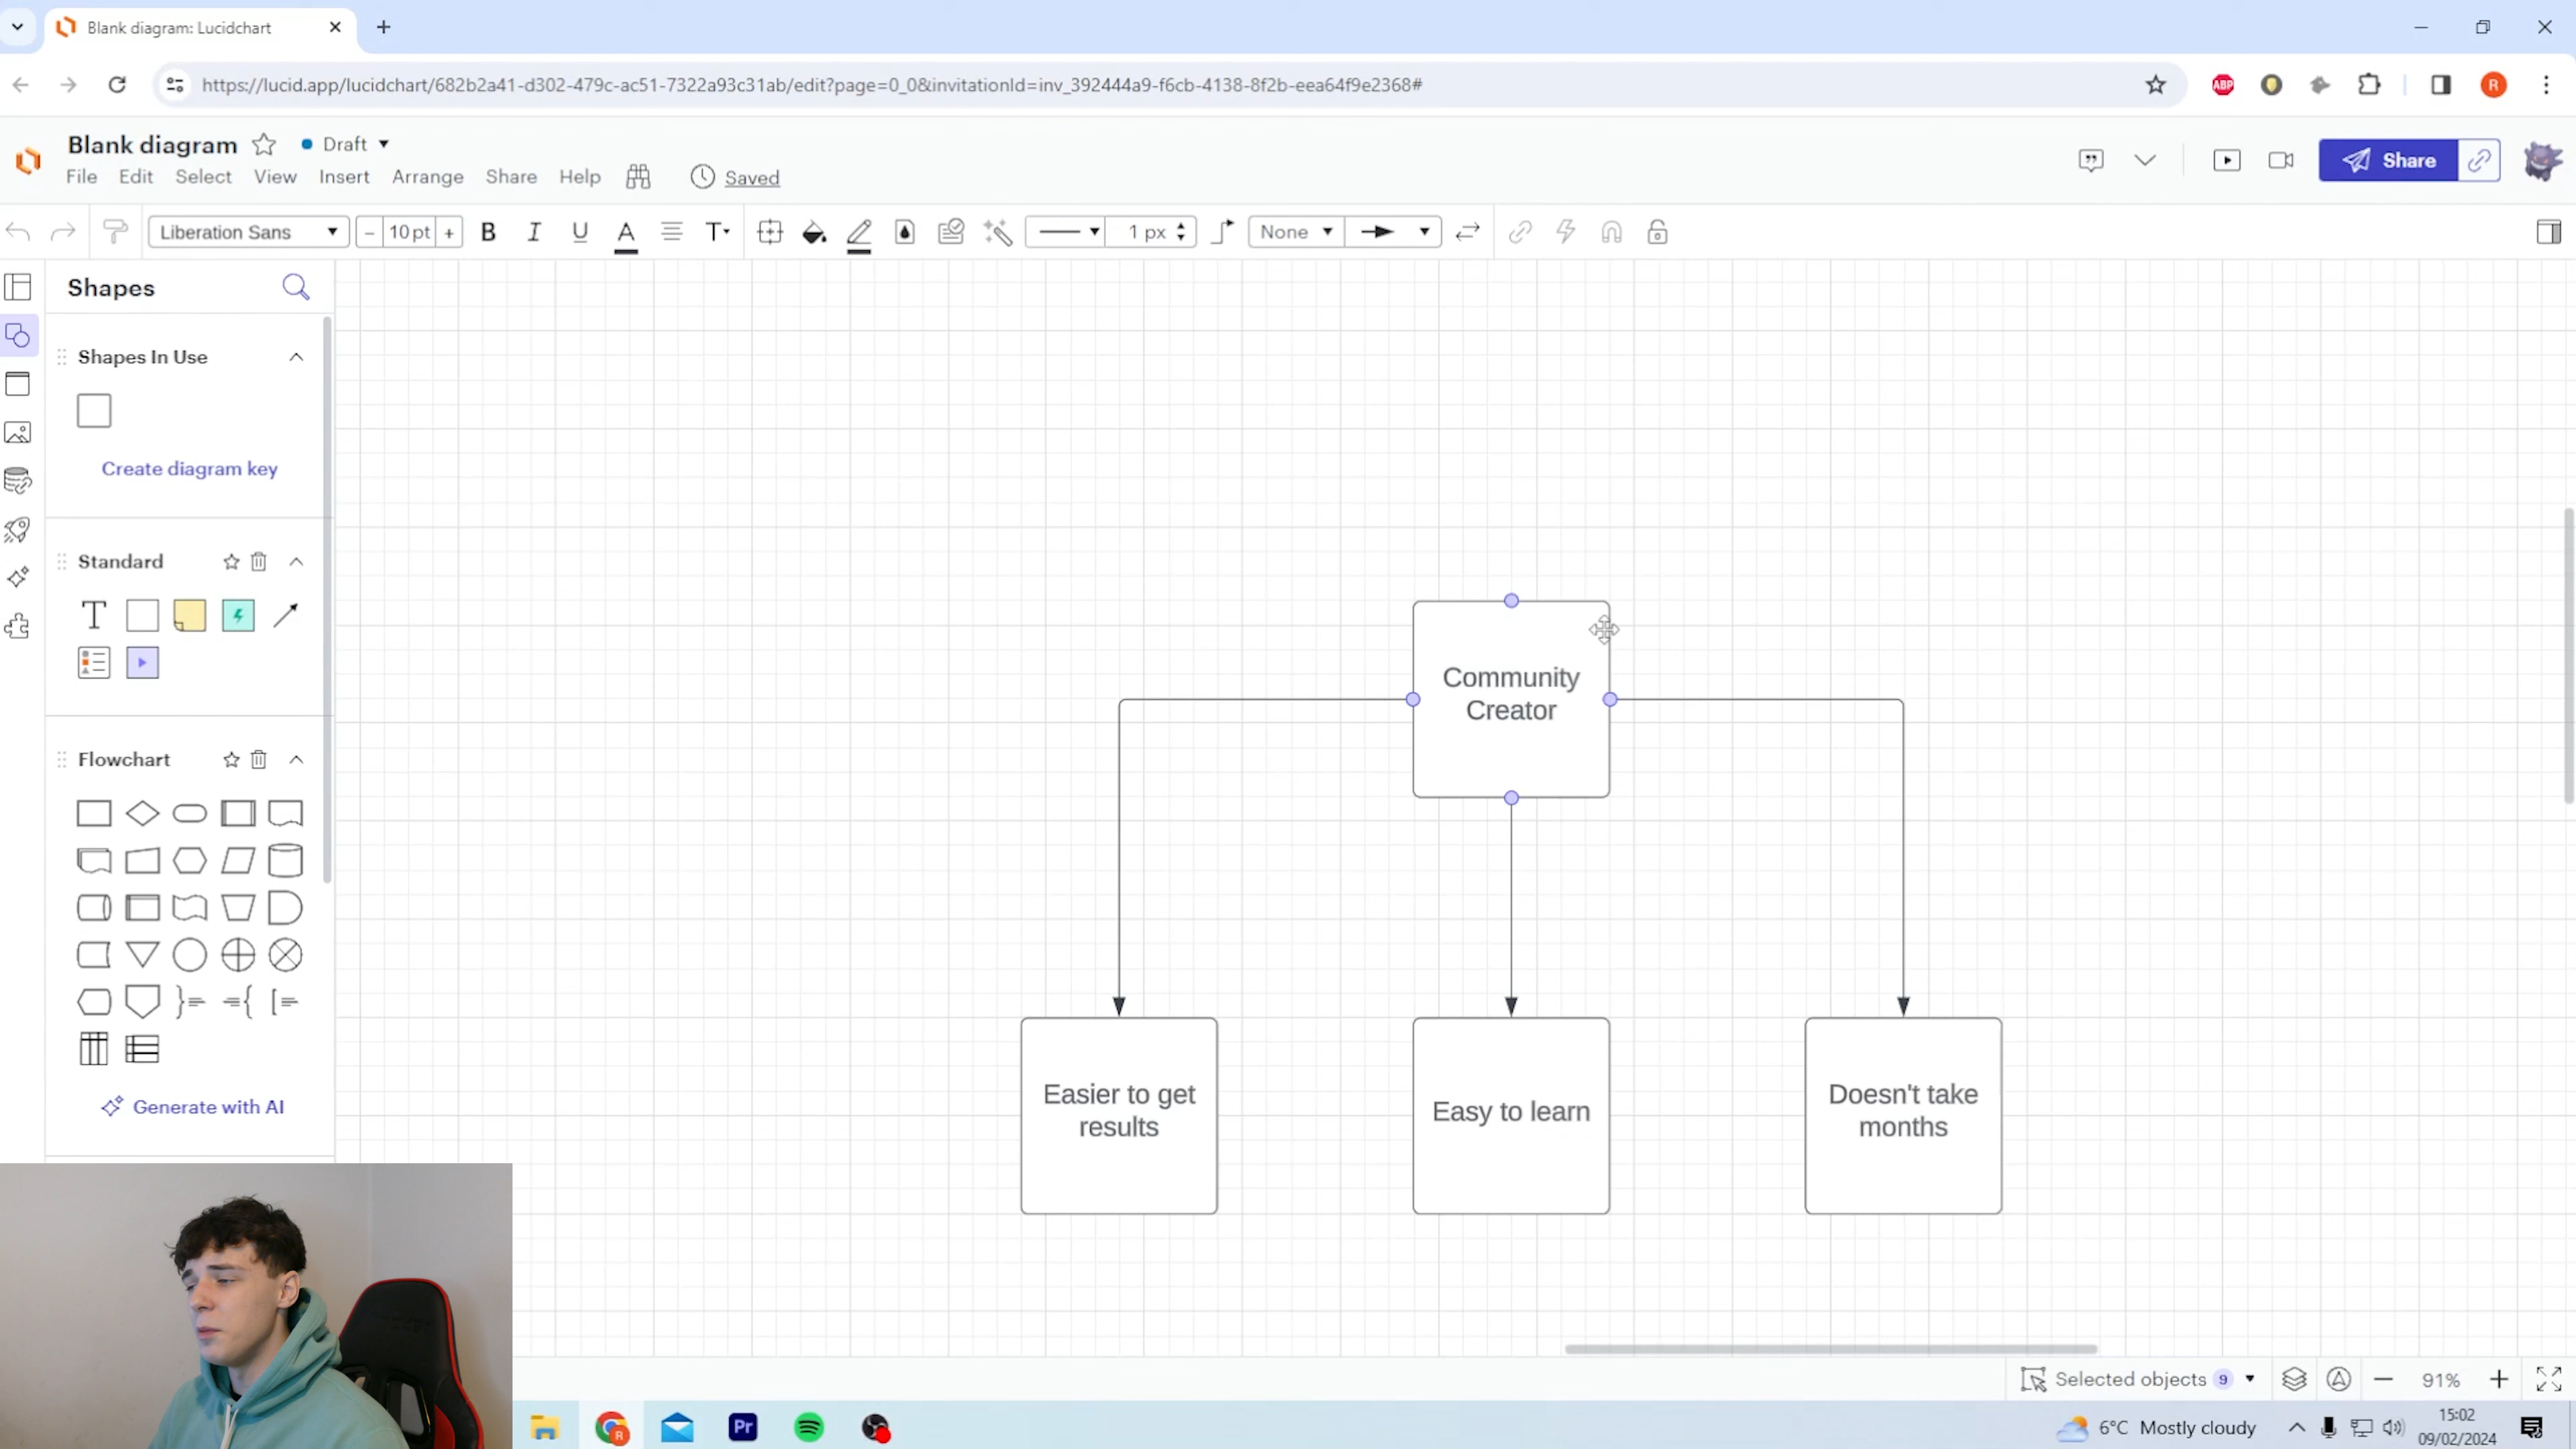 Blank diagram: Lucidchart
https://lucid.app/lucidchart/682b2a41-d302-479c-ac51-7322a93c31ab/edit?page=0_0&invitationId=inv_392444a9-f6cb-4138-8f2b-eea64f9e2368#
ABP
R
Blank diagram
Draft
File Edit Select View Insert Arrange Share Help
Saved
Share
Liberation Sans
− 10 pt +
B I U A T
1 px
None
Shapes
Shapes In Use
Create diagram key
Standard
T
Flowchart
Generate with AI
Community
Creator
Easier to get
results
Easy to learn
Doesn't take
months
Selected objects 9
91%
R
Pr
6°C Mostly cloudy
15:02
09/02/2024